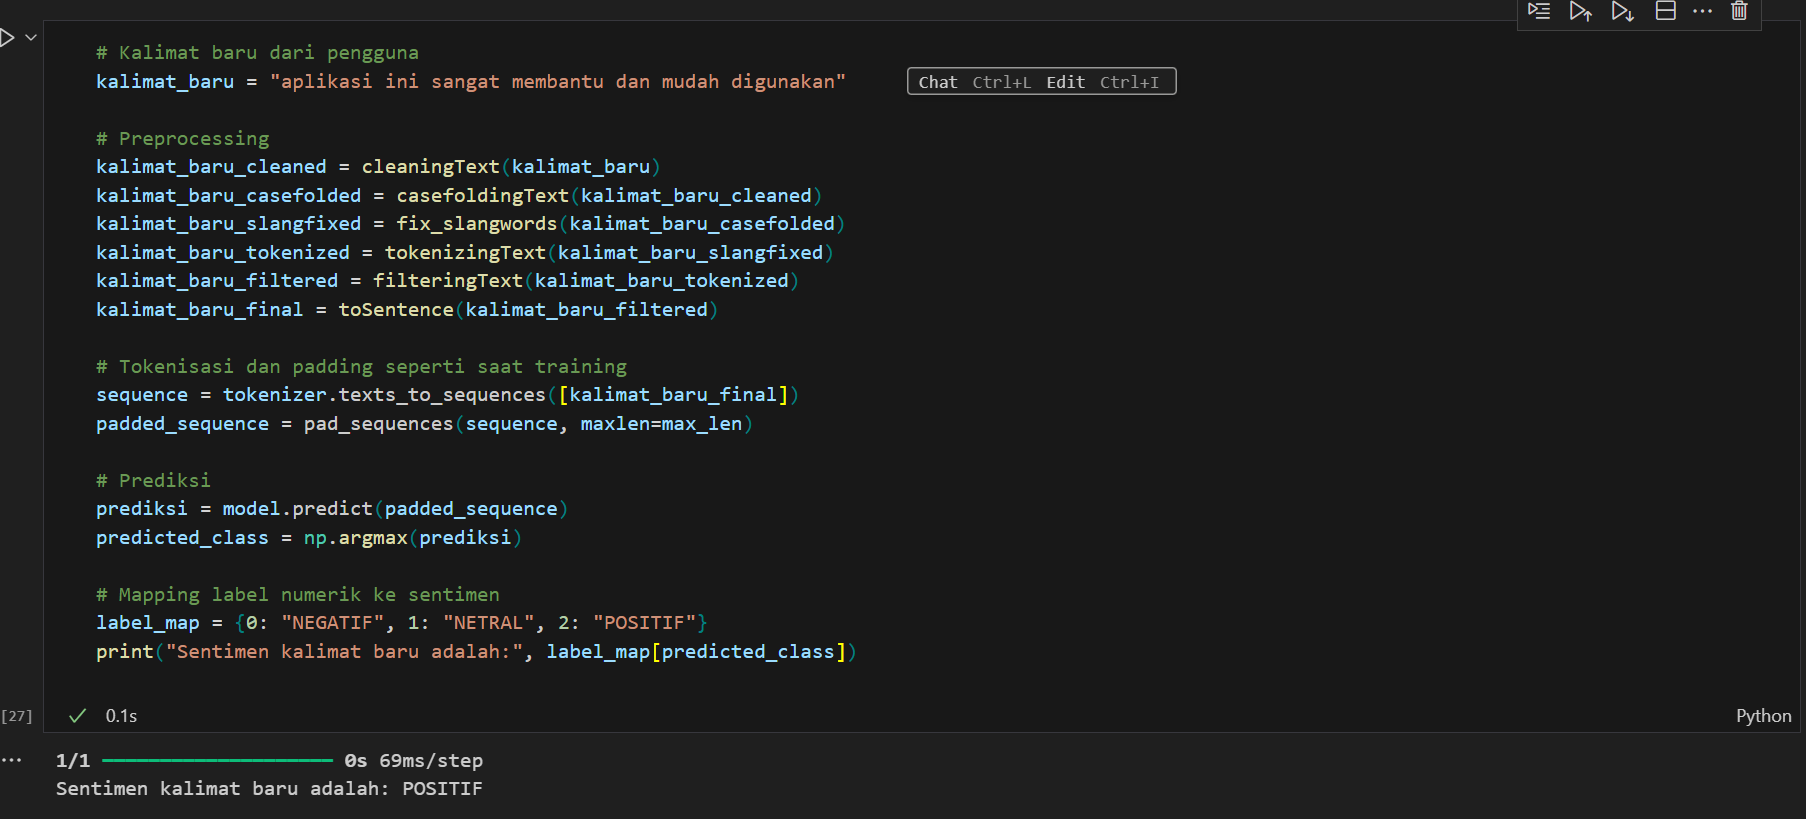 # Kalimat baru dari pengguna
kalimat_baru = "aplikasi ini sangat membantu dan mudah digunakan"
Chat Ctrl+L Edit Ctrl+I
# Preprocessing
kalimat_baru_cleaned = cleaningText(kalimat_baru)
kalimat_baru_casefolded = casefoldingText(kalimat_baru_cleaned)
kalimat_baru_slangfixed = fix_slangwords(kalimat_baru_casefolded)
kalimat_baru_tokenized = tokenizingText(kalimat_baru_slangfixed)
kalimat_baru_filtered = filteringText(kalimat_baru_tokenized)
kalimat_baru_final = toSentence(kalimat_baru_filtered)
# Tokenisasi dan padding seperti saat training
sequence = tokenizer.texts_to_sequences([kalimat_baru_final])
padded_sequence = pad_sequences(sequence, maxlen=max_len)
# Prediksi
prediksi = model.predict(padded_sequence)
predicted_class = np.argmax(prediksi)
# Mapping label numerik ke sentimen
label_map = {0: "NEGATIF", 1: "NETRAL", 2: "POSITIF"}
print("Sentimen kalimat baru adalah:", label_map[predicted_class])
[27] 0.1s Python
1/1 0s 69ms/step
Sentimen kalimat baru adalah: POSITIF